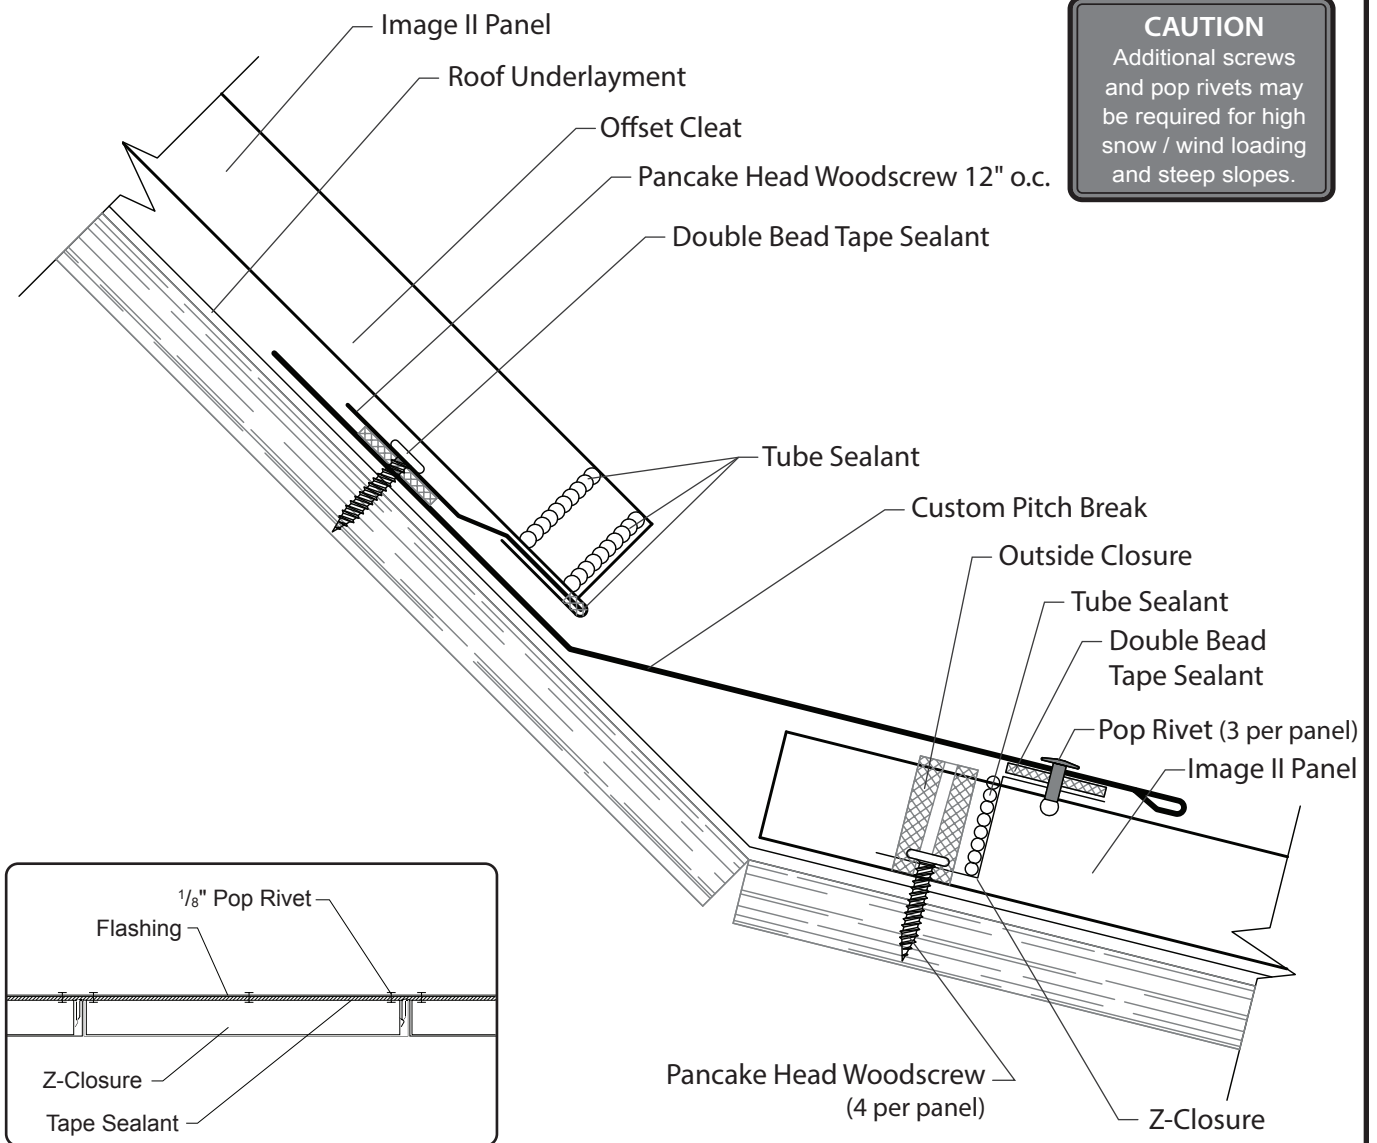 Image II Panel
Roof Underlayment
Offset Cleat
Pancake Head Woodscrew 12" o.c.
Double Bead Tape Sealant
CAUTION
Additional screws
and pop rivets may
be required for high
snow / wind loading
and steep slopes.
Tube Sealant
Custom Pitch Break
Outside Closure
Tube Sealant
Double Bead
Tape Sealant
Pop Rivet (3 per panel)
Image II Panel
1/8" Pop Rivet
Flashing
Z-Closure
Tape Sealant
Pancake Head Woodscrew
(4 per panel)
Z-Closure